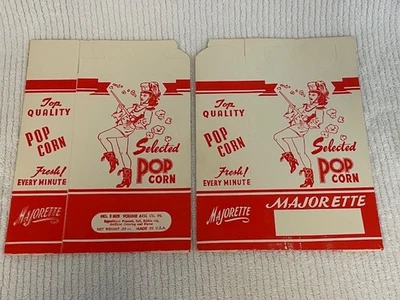 Top
QUALITY
POP
CORN
Fresh!
EVERY MINUTE
Selected
POP
CORN
MAJORETTE
MADE IN U.S.A.
Top
QUALITY
POP
CORN
Fresh!
EVERY MINUTE
Selected
POP
CORN
MAJORETTE
MAJORETTE